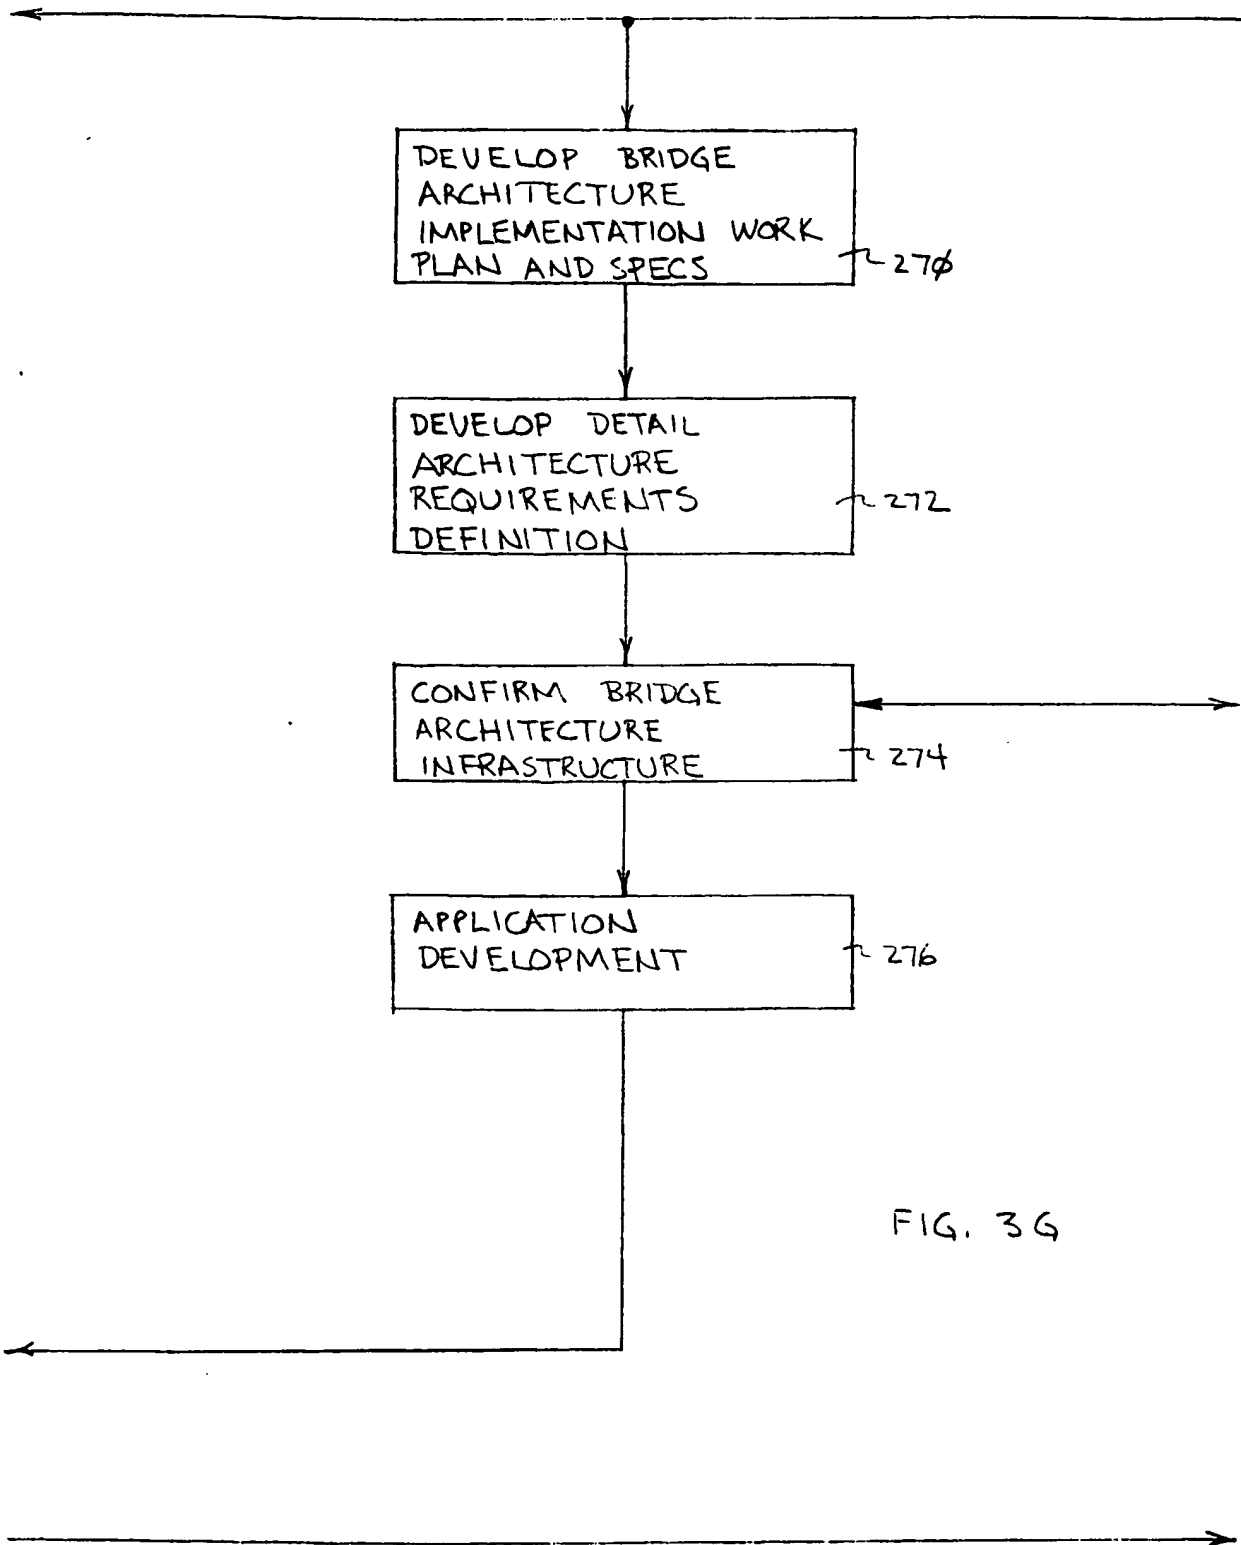 DEVELOP BRIDGE
ARCHITECTURE
IMPLEMENTATION WORK
PLAN AND SPECS
270
DEVELOP DETAIL
ARCHITECTURE
REQUIREMENTS
DEFINITION
272
CONFIRM BRIDGE
ARCHITECTURE
INFRASTRUCTURE
274
APPLICATION
DEVELOPMENT
276
FIG. 3G